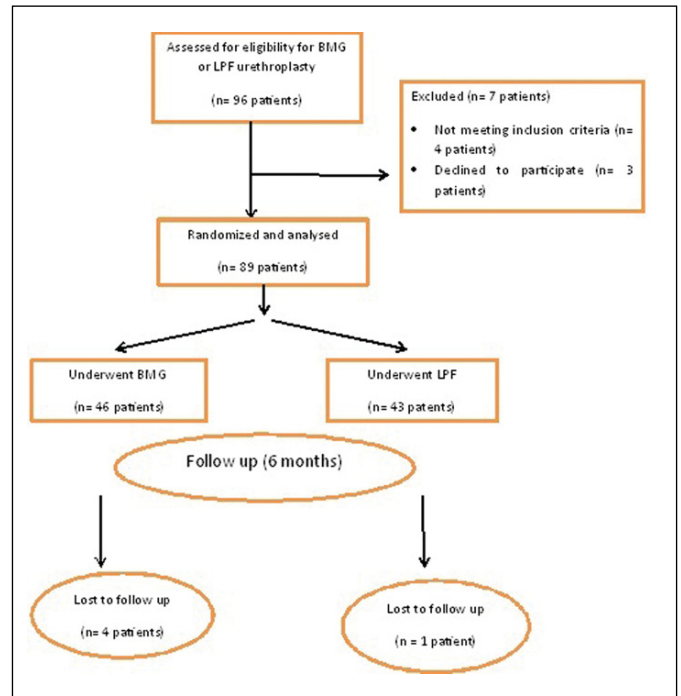 Assessed for eligibility for BMG
or LPF urethroplasty
(n= 96 patients)
Excluded (n= 7 patients)
• Not meeting inclusion criteria (n=
4 patients)
• Declined to participate (n= 3
patients)
Randomized and analysed
(n= 89 patients)
Underwent BMG
(n= 46 patients)
Underwent LPF
(n= 43 patents)
Follow up (6 months)
Lost to follow up
(n= 4 patients)
Lost to follow up
(n = 1 patient)